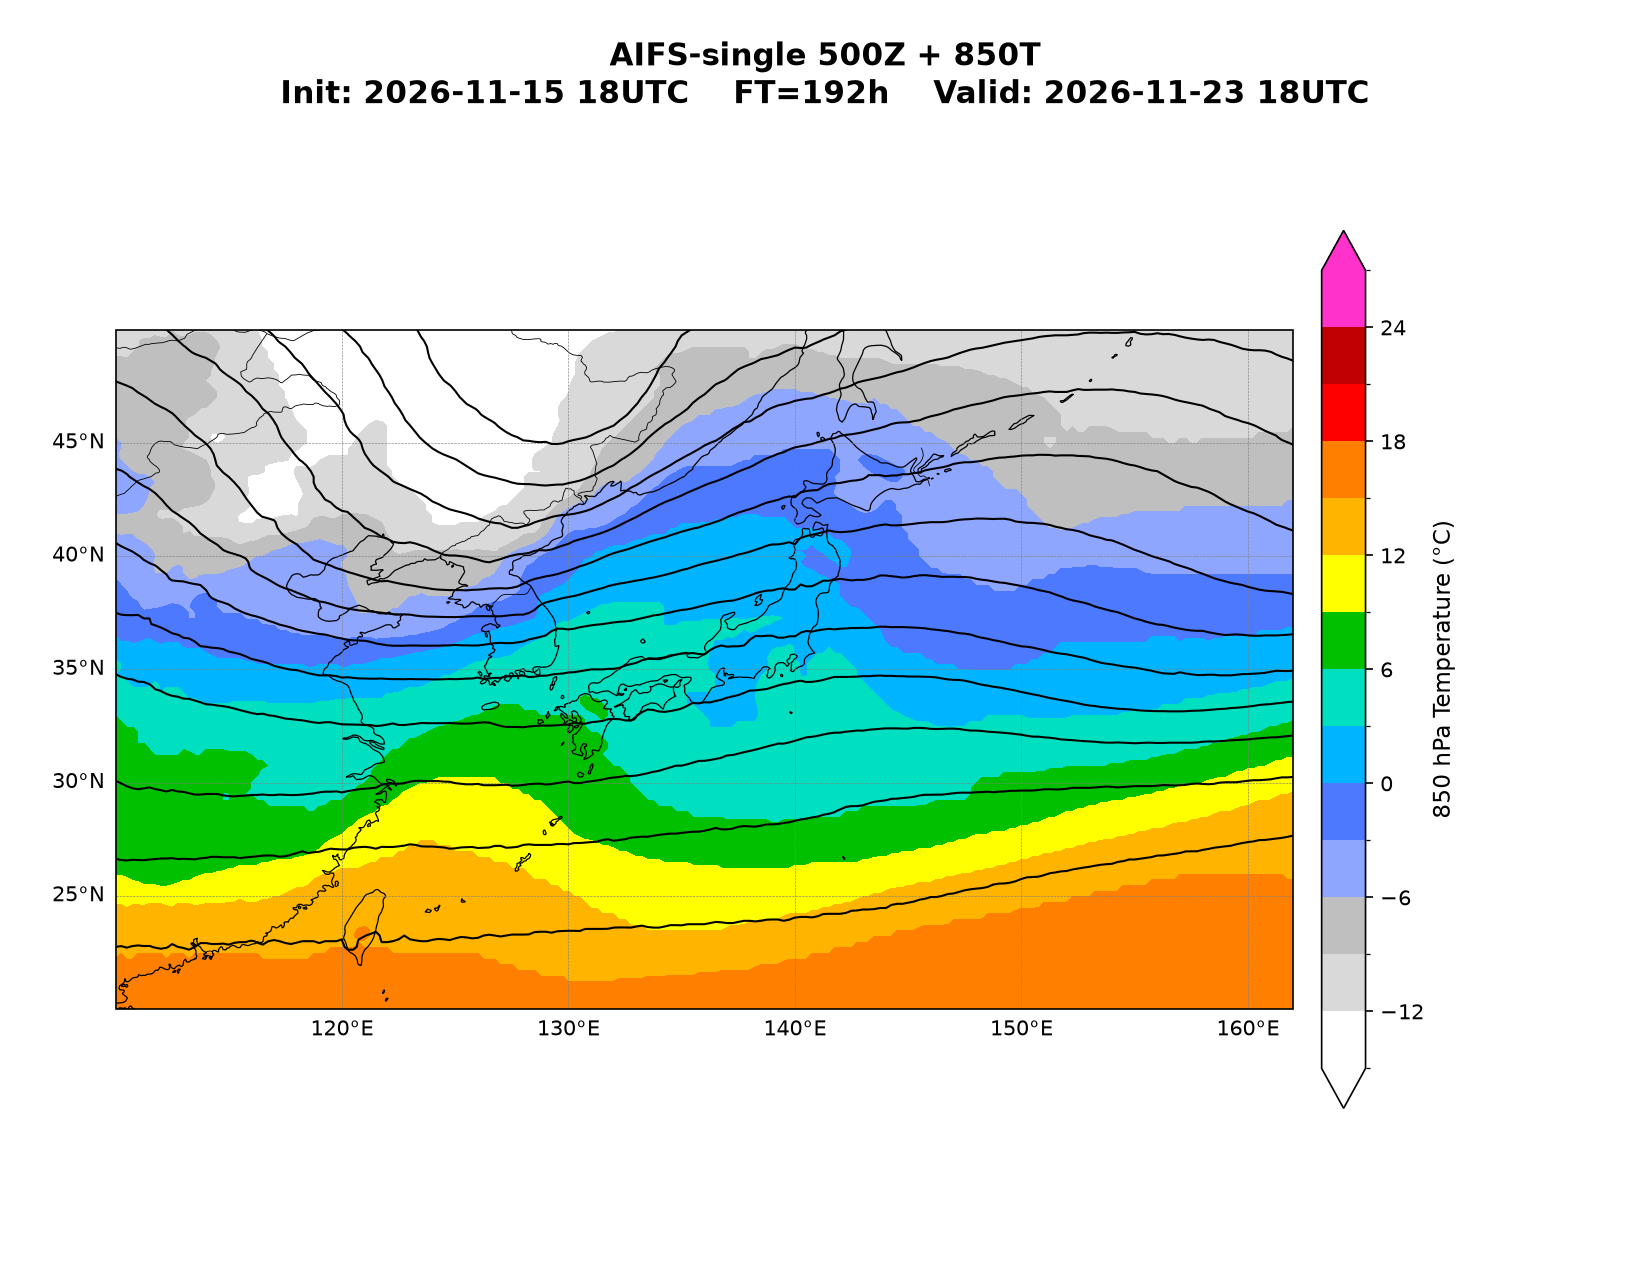 AIFS-single 500Z + 850T
Init: 2026-11-15 18UTC    FT=192h    Valid: 2026-11-23 18UTC
45°N
40°N
35°N
30°N
25°N
120°E
130°E
140°E
150°E
160°E
24
18
12
6
0
−6
−12
850 hPa Temperature (°C)